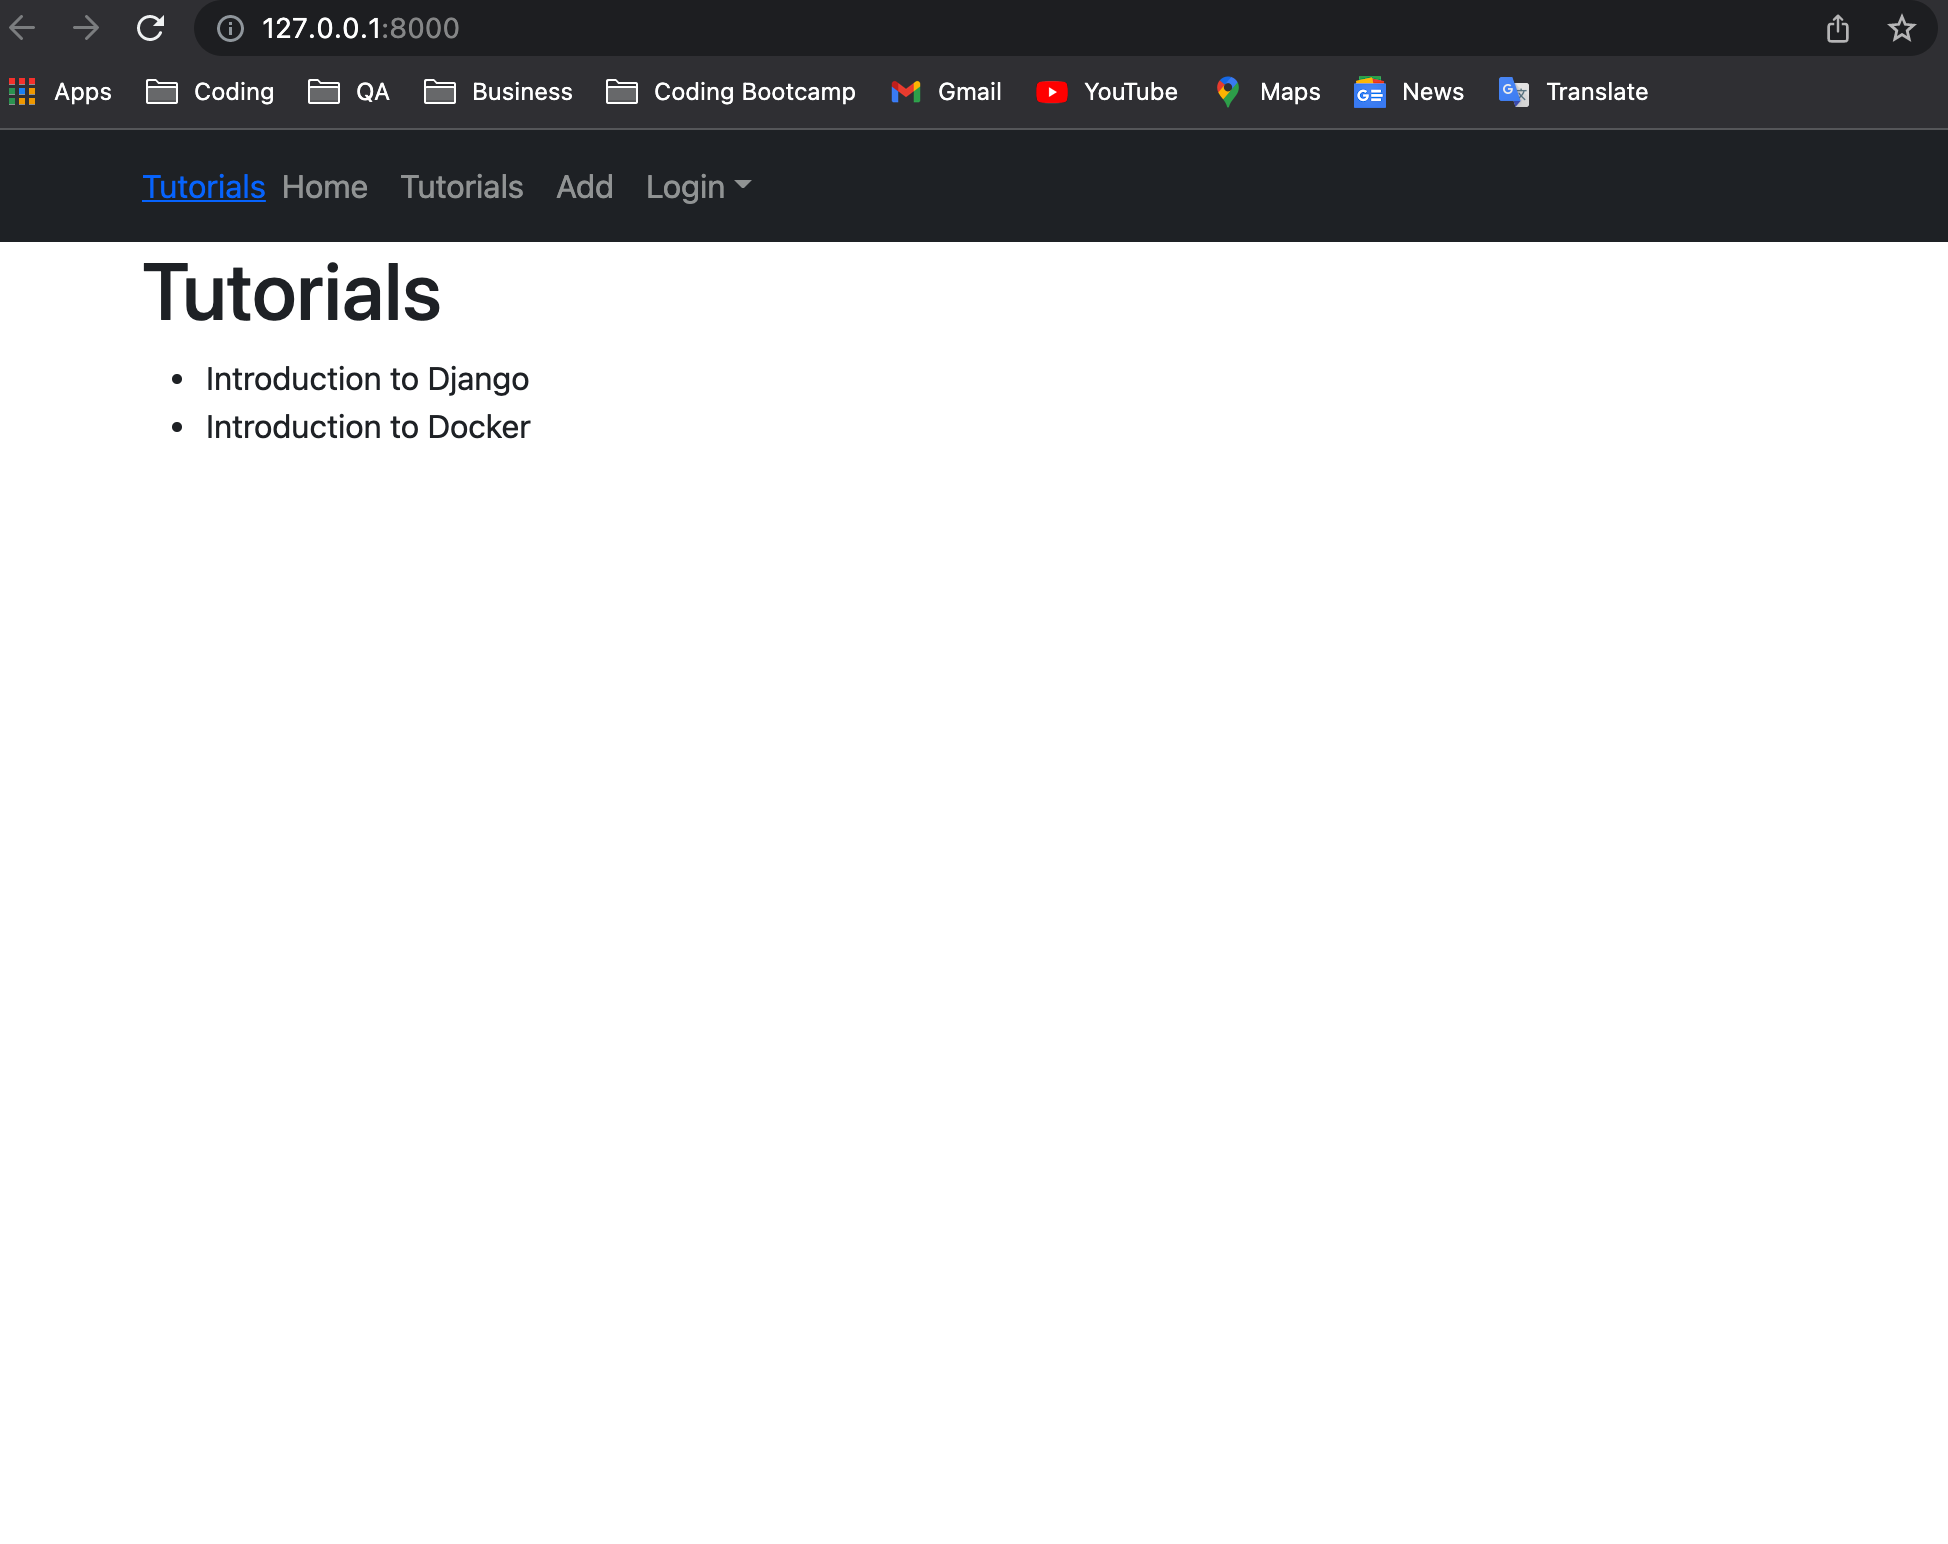 127.0.0.1:8000
Apps Coding QA Business Coding Bootcamp Gmail YouTube Maps News Translate
Tutorials Home Tutorials Add Login
Tutorials
• Introduction to Django
• Introduction to Docker